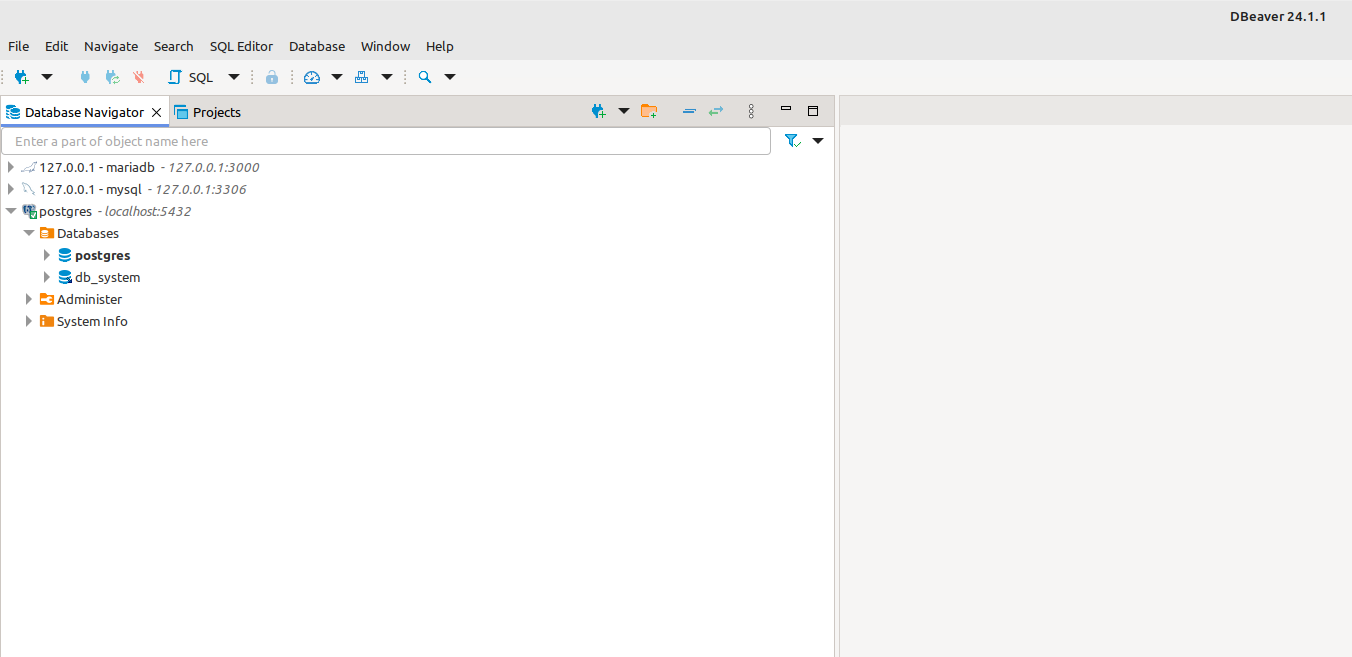 DBeaver 24.1.1
File Edit Navigate Search SQL Editor Database Window Help
SQL
Database Navigator Projects
Enter a part of object name here
127.0.0.1 - mariadb - 127.0.0.1:3000
127.0.0.1 - mysql - 127.0.0.1:3306
postgres - localhost:5432
Databases
postgres
db_system
Administer
System Info